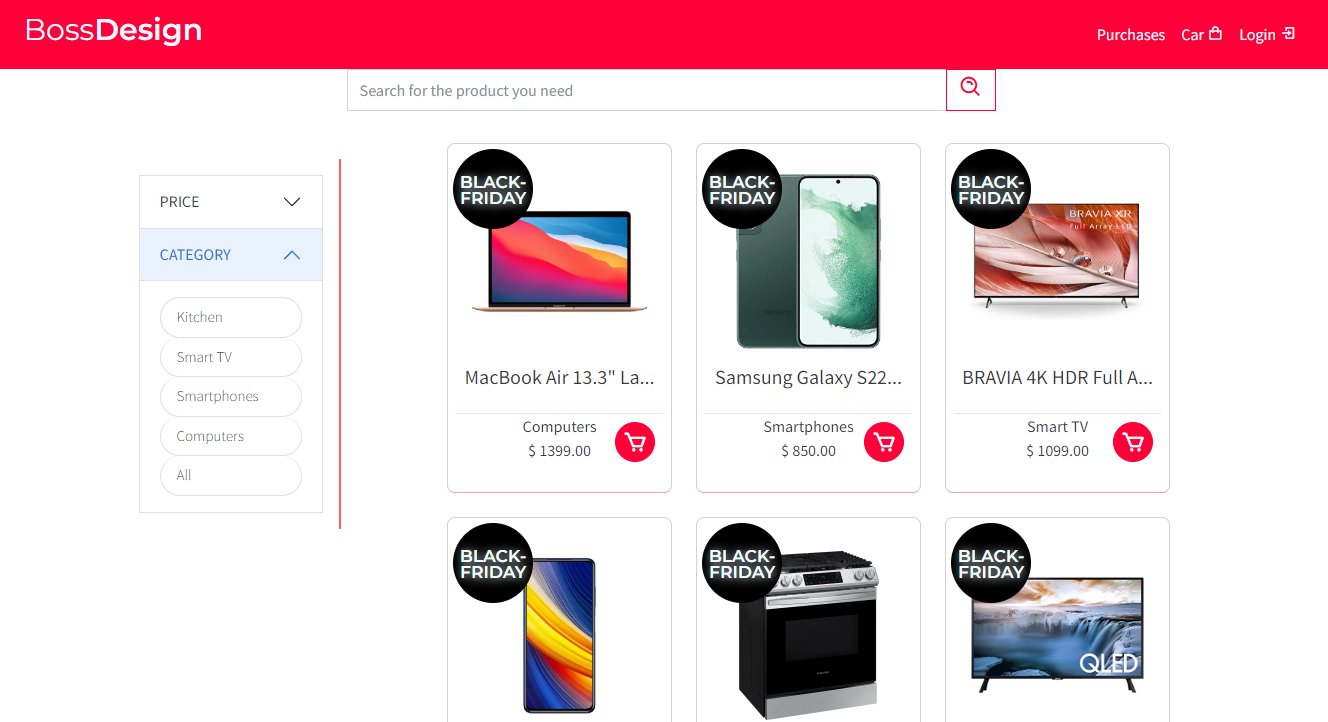 BossDesign
Purchases Car Login
Search for the product you need
PRICE
CATEGORY
Kitchen
Smart TV
Smartphones
Computers
All
BLACK-
FRIDAY
MacBook Air 13.3" La...
Computers
$ 1399.00
BLACK-
FRIDAY
Samsung Galaxy S22...
Smartphones
$ 850.00
BLACK-
FRIDAY
BRAVIA XR
Full Array LED
BRAVIA 4K HDR Full A...
Smart TV
$ 1099.00
BLACK-
FRIDAY
BLACK-
FRIDAY
BLACK-
FRIDAY
QLED